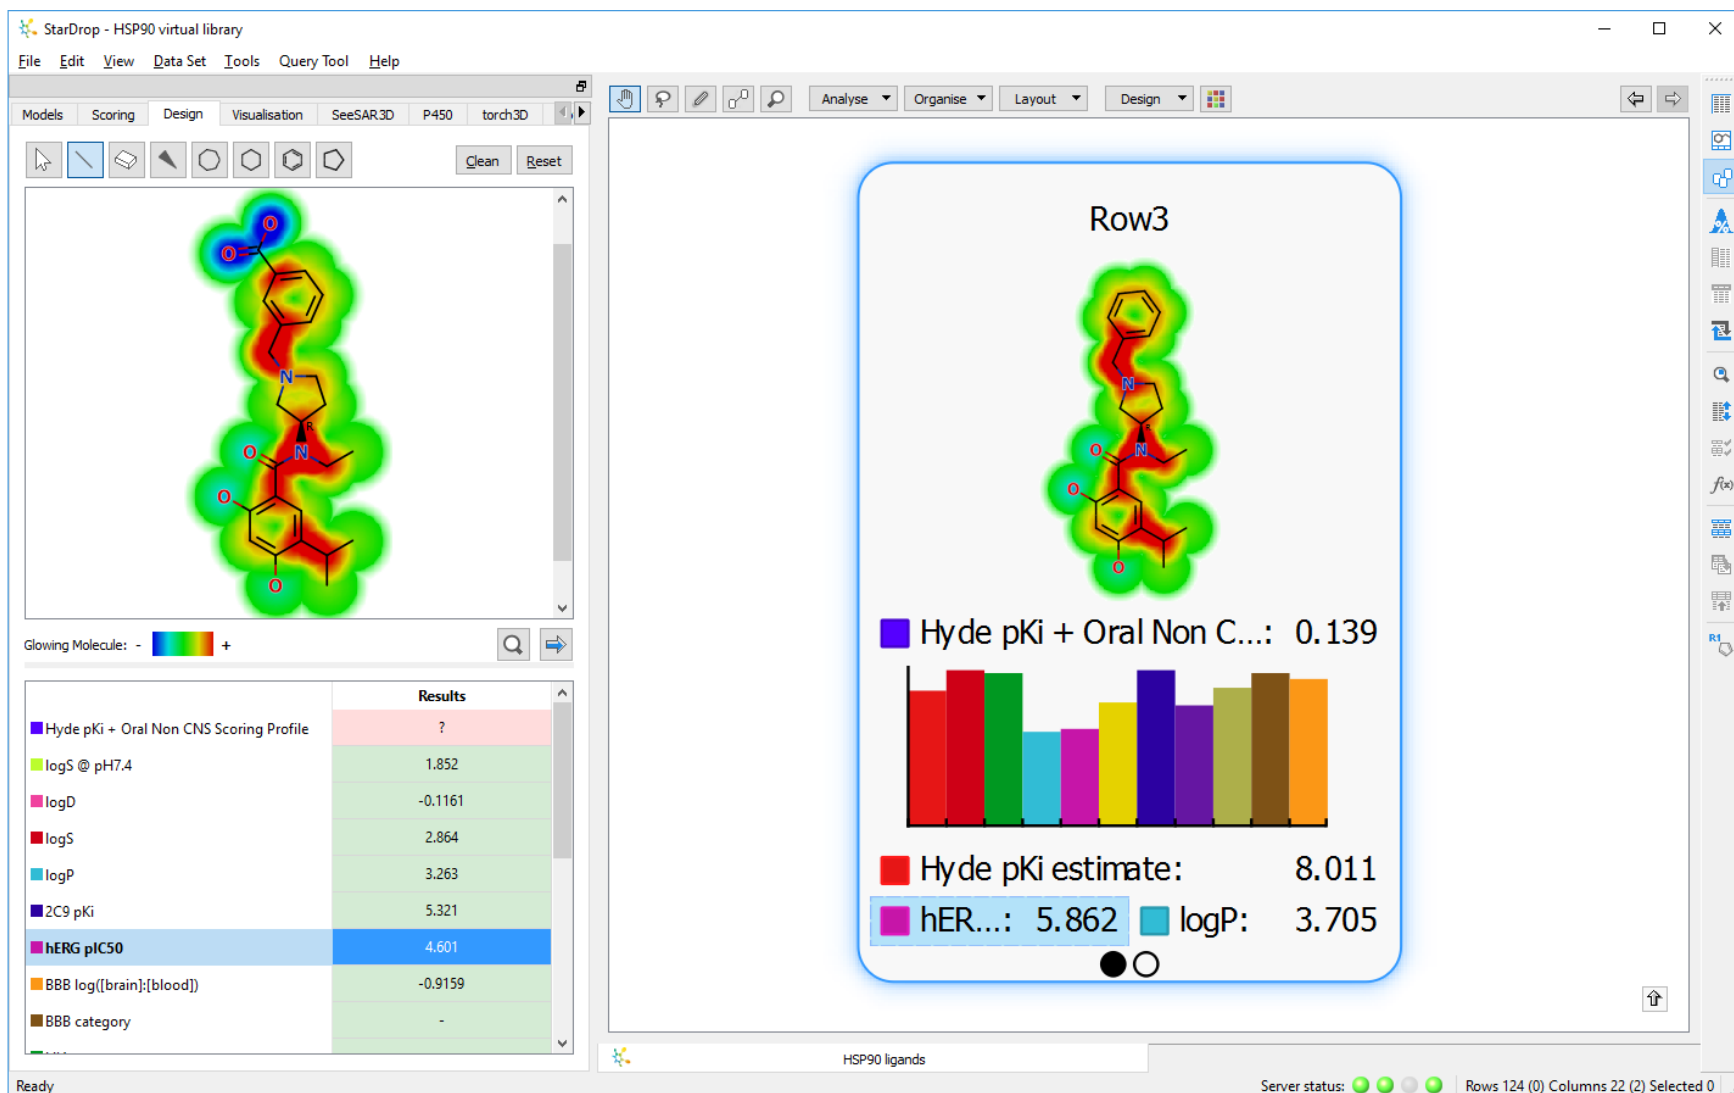 StarDrop - HSP90 virtual library
File Edit View Data Set Tools Query Tool Help
Models Scoring Design Visualisation SeeSAR3D P450 torch3D
Clean Reset
O
O
N
R
O
N
O
O
Glowing Molecule: - +
Results
Hyde pKi + Oral Non CNS Scoring Profile ?
logS @ pH7.4 1.852
logD -0.1161
logS 2.864
logP 3.263
2C9 pKi 5.321
hERG pIC50 4.601
BBB log([brain]:[blood]) -0.9159
BBB category -
Analyse Organise Layout Design
Row3
N
R
O
N
O
O
Hyde pKi + Oral Non C...: 0.139
Hyde pKi estimate: 8.011
hER...: 5.862 logP: 3.705
HSP90 ligands
f(x)
R1
Ready
Server status: Rows 124 (0) Columns 22 (2) Selected 0